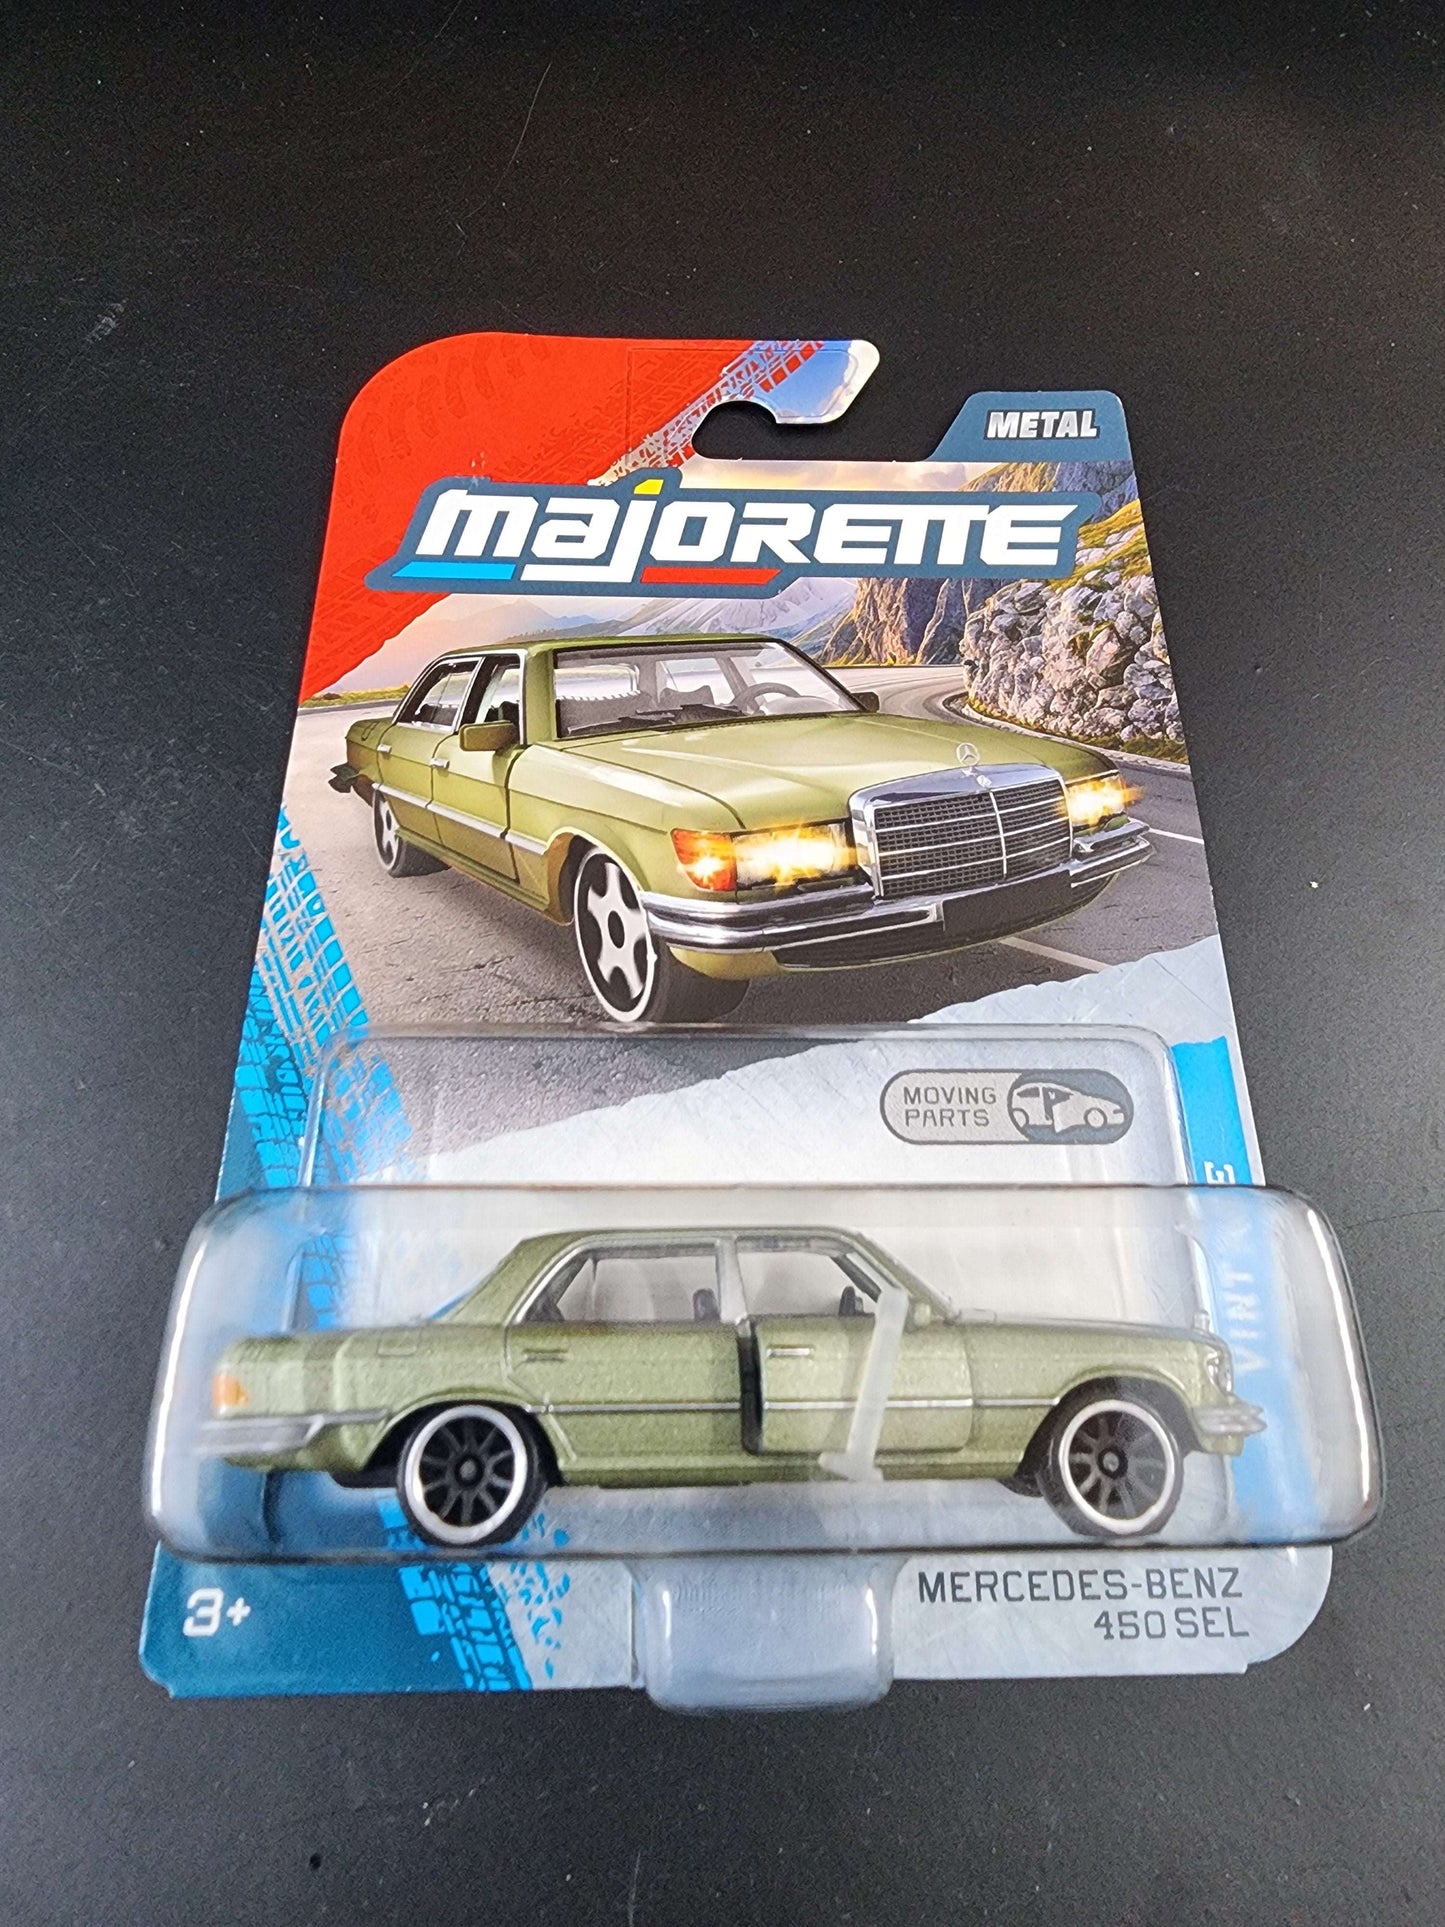 METAL
majorette
MOVING
PARTS
3+
MERCEDES-BENZ
450 SEL